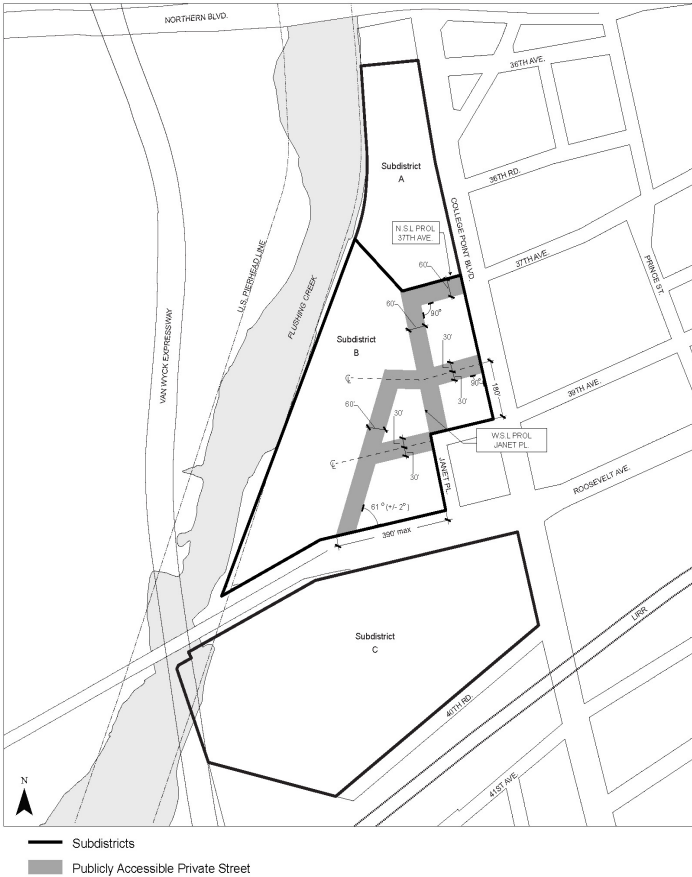 NORTHERN BLVD.
36TH AVE.
Subdistrict
A
36TH RD.
COLLEGE POINT BLVD.
N.S.L PROL
37TH AVE.
37TH AVE.
U.S. PIERHEAD LINE
FLUSHING CREEK
VAN WYCK EXPRESSWAY
PRINCE ST.
60'
60'
90°
Subdistrict
B
30'
90°
30'
180'
39TH AVE.
CL
60'
30'
W.S.L PROL
JANET PL.
CL
30'
JANET PL.
ROOSEVELT AVE.
61° (+/- 2°)
390' max
LIRR
Subdistrict
C
40TH RD.
41ST AVE.
N
Subdistricts
Publicly Accessible Private Street